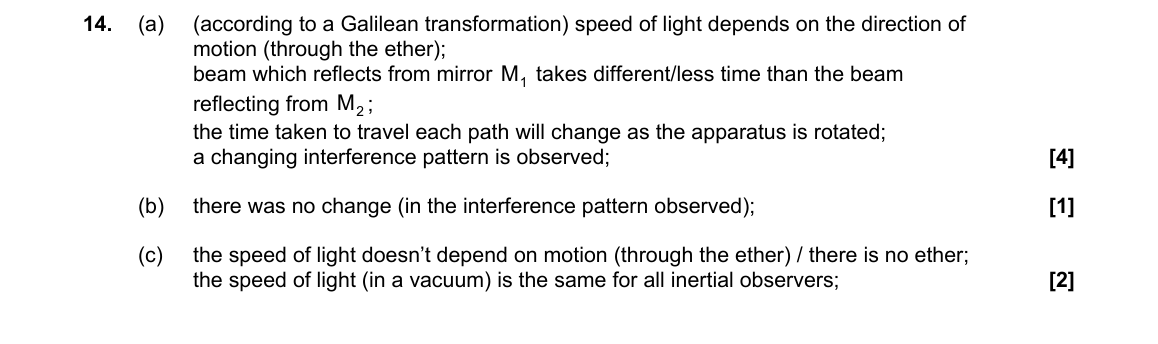 14. (a) (according to a Galilean transformation) speed of light depends on the direction of
motion (through the ether);
beam which reflects from mirror M₁ takes different/less time than the beam
reflecting from M₂;
the time taken to travel each path will change as the apparatus is rotated;
a changing interference pattern is observed; [4]
(b) there was no change (in the interference pattern observed); [1]
(c) the speed of light doesn’t depend on motion (through the ether) / there is no ether;
the speed of light (in a vacuum) is the same for all inertial observers; [2]